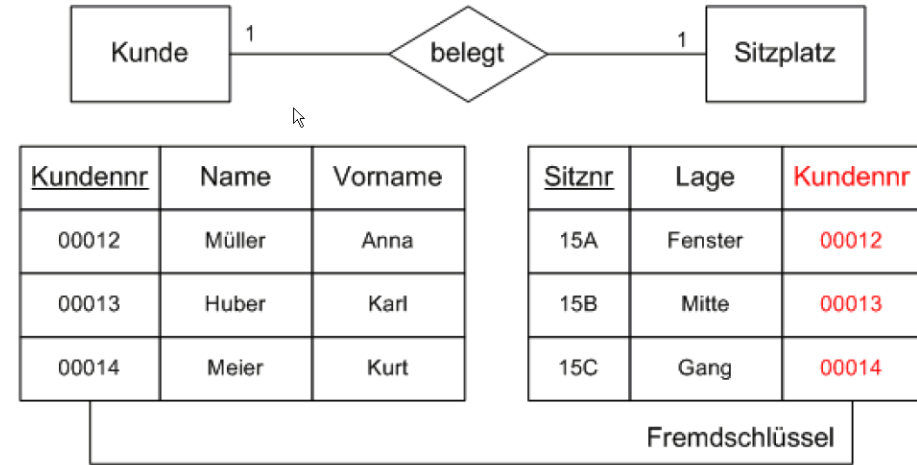 Kunde 1 belegt 1 Sitzplatz
Kundennr Name Vorname
00012 Müller Anna
00013 Huber Karl
00014 Meier Kurt
Sitznr Lage Kundennr
15A Fenster 00012
15B Mitte 00013
15C Gang 00014
Fremdschlüssel